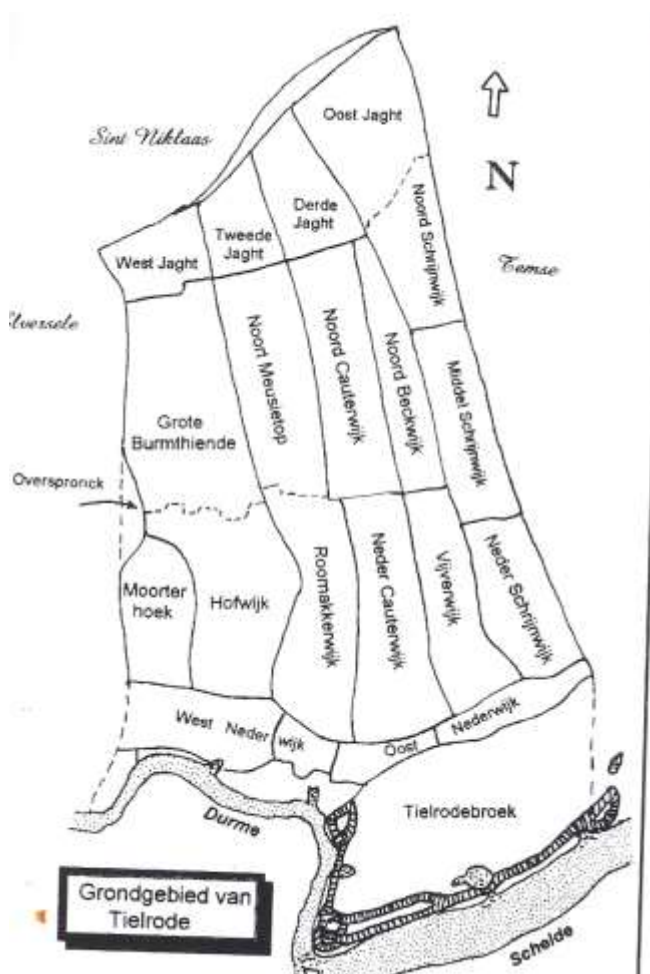 Oost Jaght
Sint Niklaas
N
Derde
Jaght
Tweede
Jaght
West Jaght
Noord Schrijnwijk
Temse
Noort Meusietop
Noord Cauterwijk
Noord Beckwijk
Middel Schrijnwijk
Grote
Burmthiende
Overspronck
Moorter
hoek
Hofwijk
Roomakkerwijk
Neder Cauterwijk
Vijverwijk
Neder Schrijnwijk
West Neder wijk
Oost Nederwijk
Tielrodebroek
Durme
Schelde
Grondgebied van
Tielrode